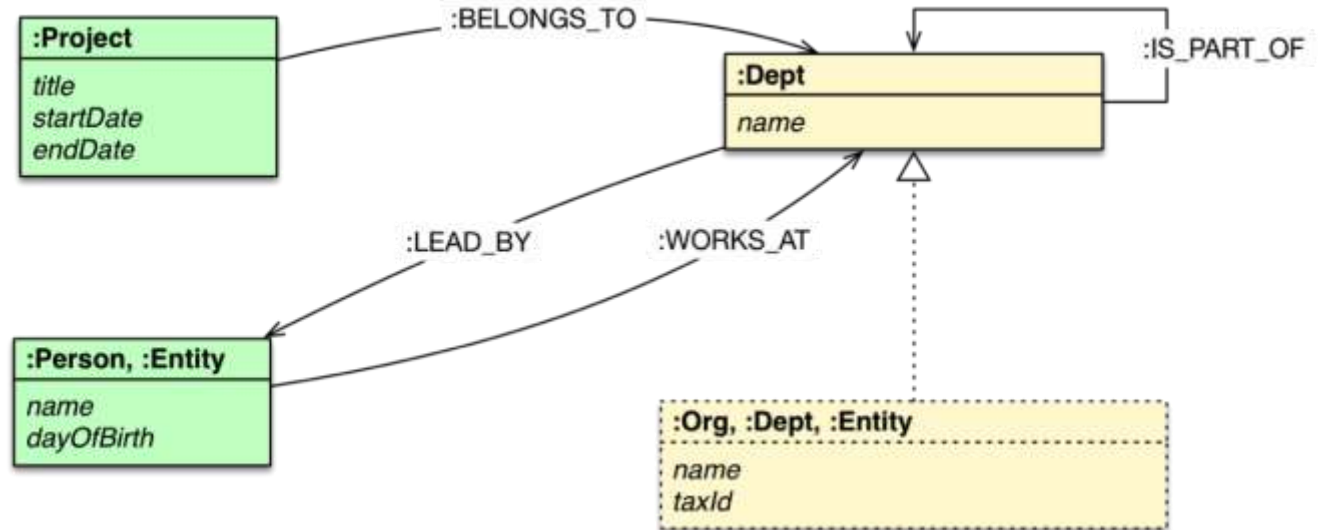 :BELONGS_TO
:Project
title
startDate
endDate
:IS_PART_OF
:Dept
name
:LEAD_BY
:WORKS_AT
:Person, :Entity
name
dayOfBirth
:Org, :Dept, :Entity
name
taxId